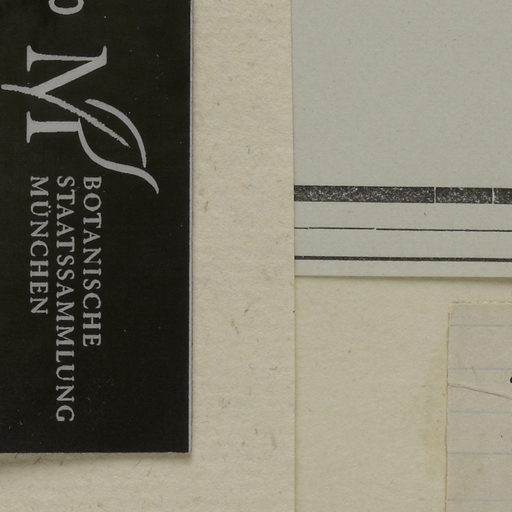 M
BOTANISCHE
STAATSSAMMLUNG
MÜNCHEN